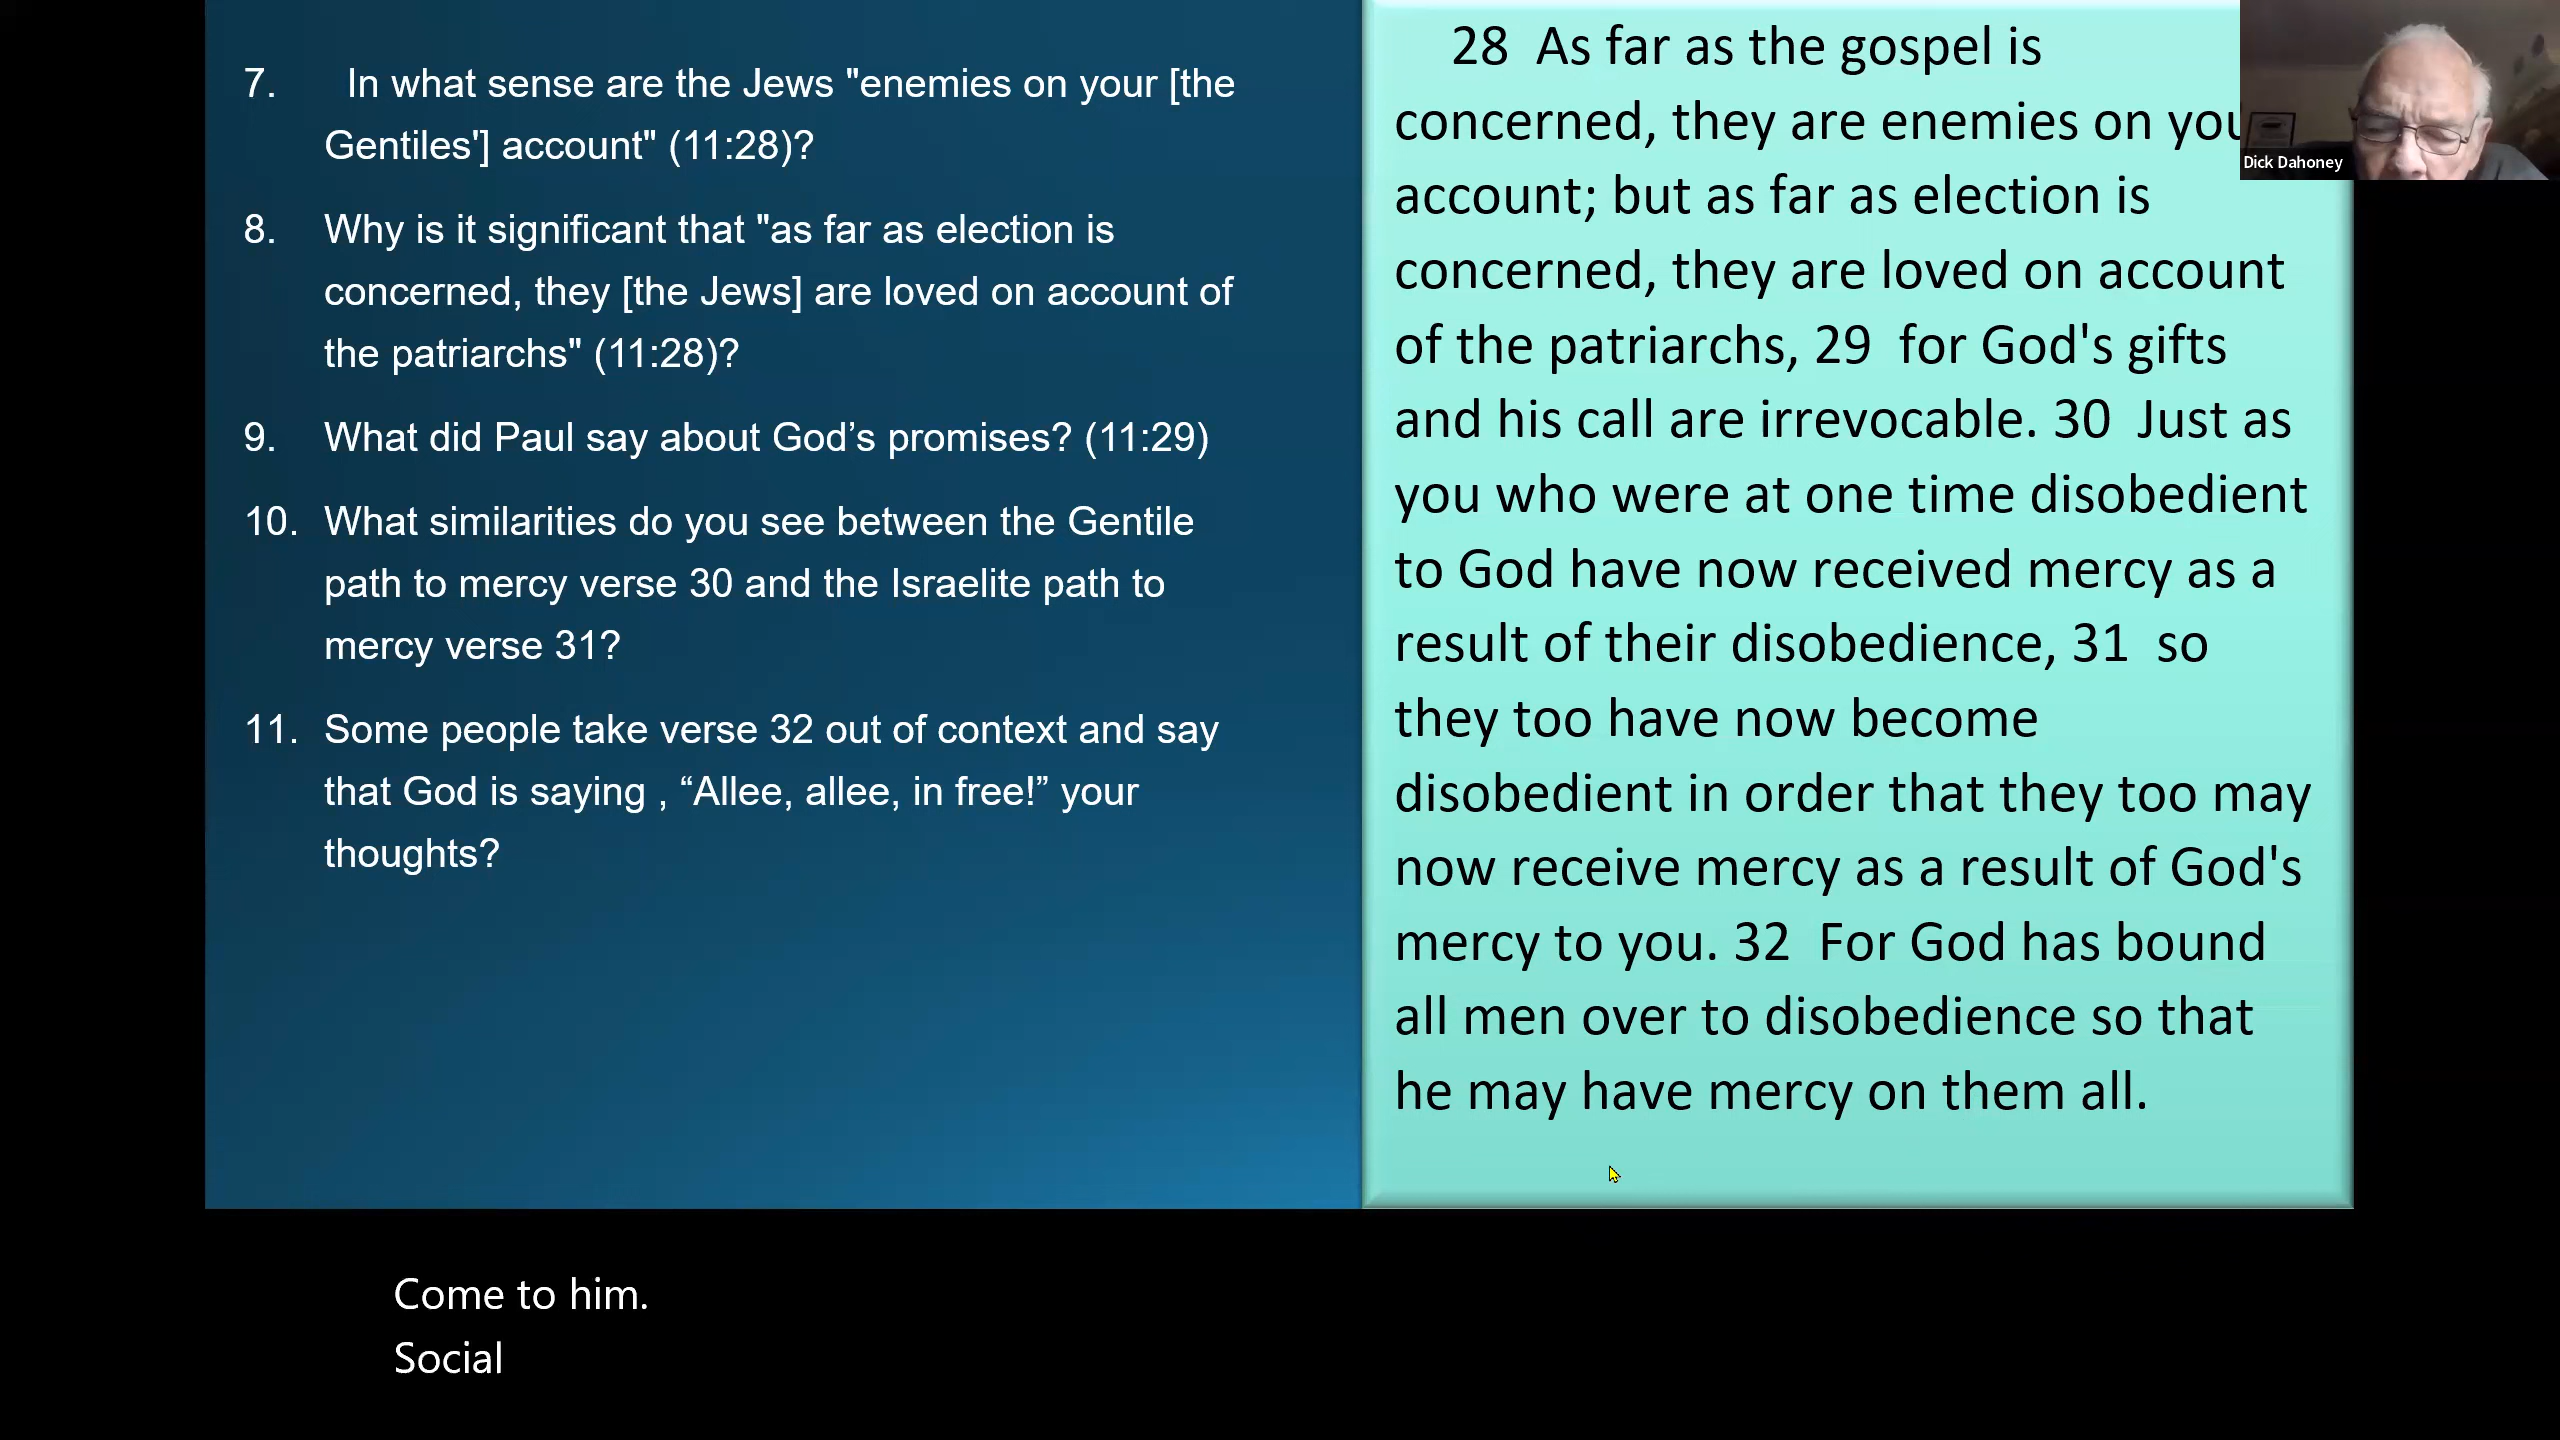 7. In what sense are the Jews "enemies on your [the
Gentiles'] account" (11:28)?
8. Why is it significant that "as far as election is
concerned, they [the Jews] are loved on account of
the patriarchs" (11:28)?
9. What did Paul say about God’s promises? (11:29)
10. What similarities do you see between the Gentile
path to mercy verse 30 and the Israelite path to
mercy verse 31?
11. Some people take verse 32 out of context and say
that God is saying , “Allee, allee, in free!” your
thoughts?
28 As far as the gospel is
concerned, they are enemies on you
account; but as far as election is
concerned, they are loved on account
of the patriarchs, 29 for God's gifts
and his call are irrevocable. 30 Just as
you who were at one time disobedient
to God have now received mercy as a
result of their disobedience, 31 so
they too have now become
disobedient in order that they too may
now receive mercy as a result of God's
mercy to you. 32 For God has bound
all men over to disobedience so that
he may have mercy on them all.
Dick Dahoney
Come to him.
Social